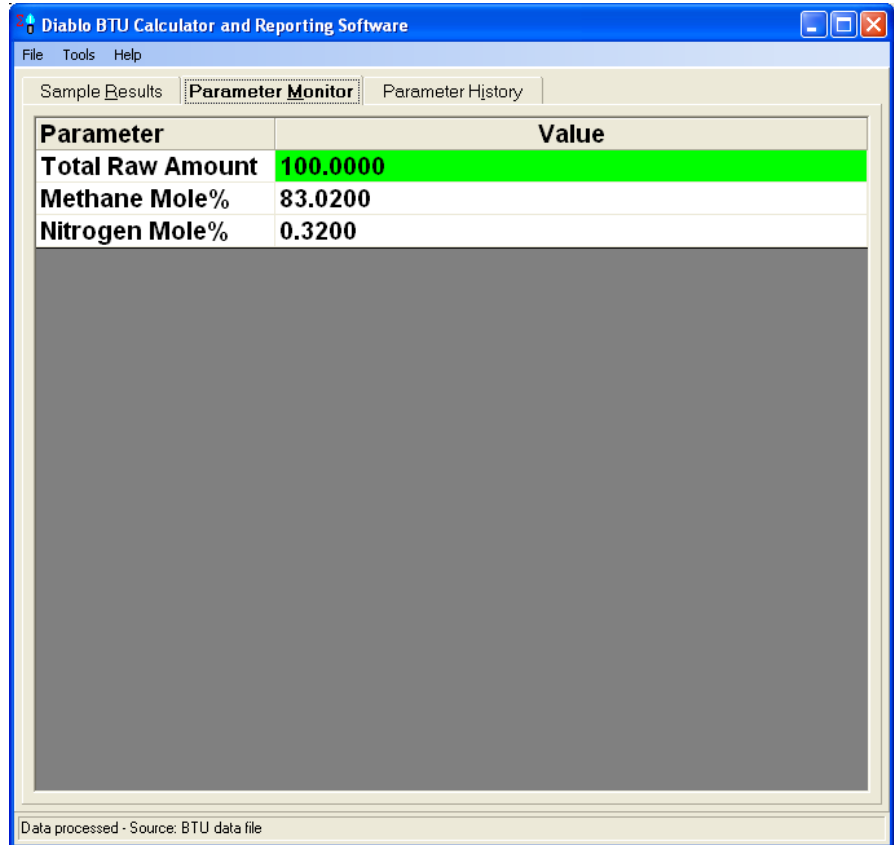 Diablo BTU Calculator and Reporting Software
File Tools Help
Sample Results Parameter Monitor Parameter History
Parameter Value
Total Raw Amount 100.0000
Methane Mole% 83.0200
Nitrogen Mole% 0.3200
Data processed - Source: BTU data file